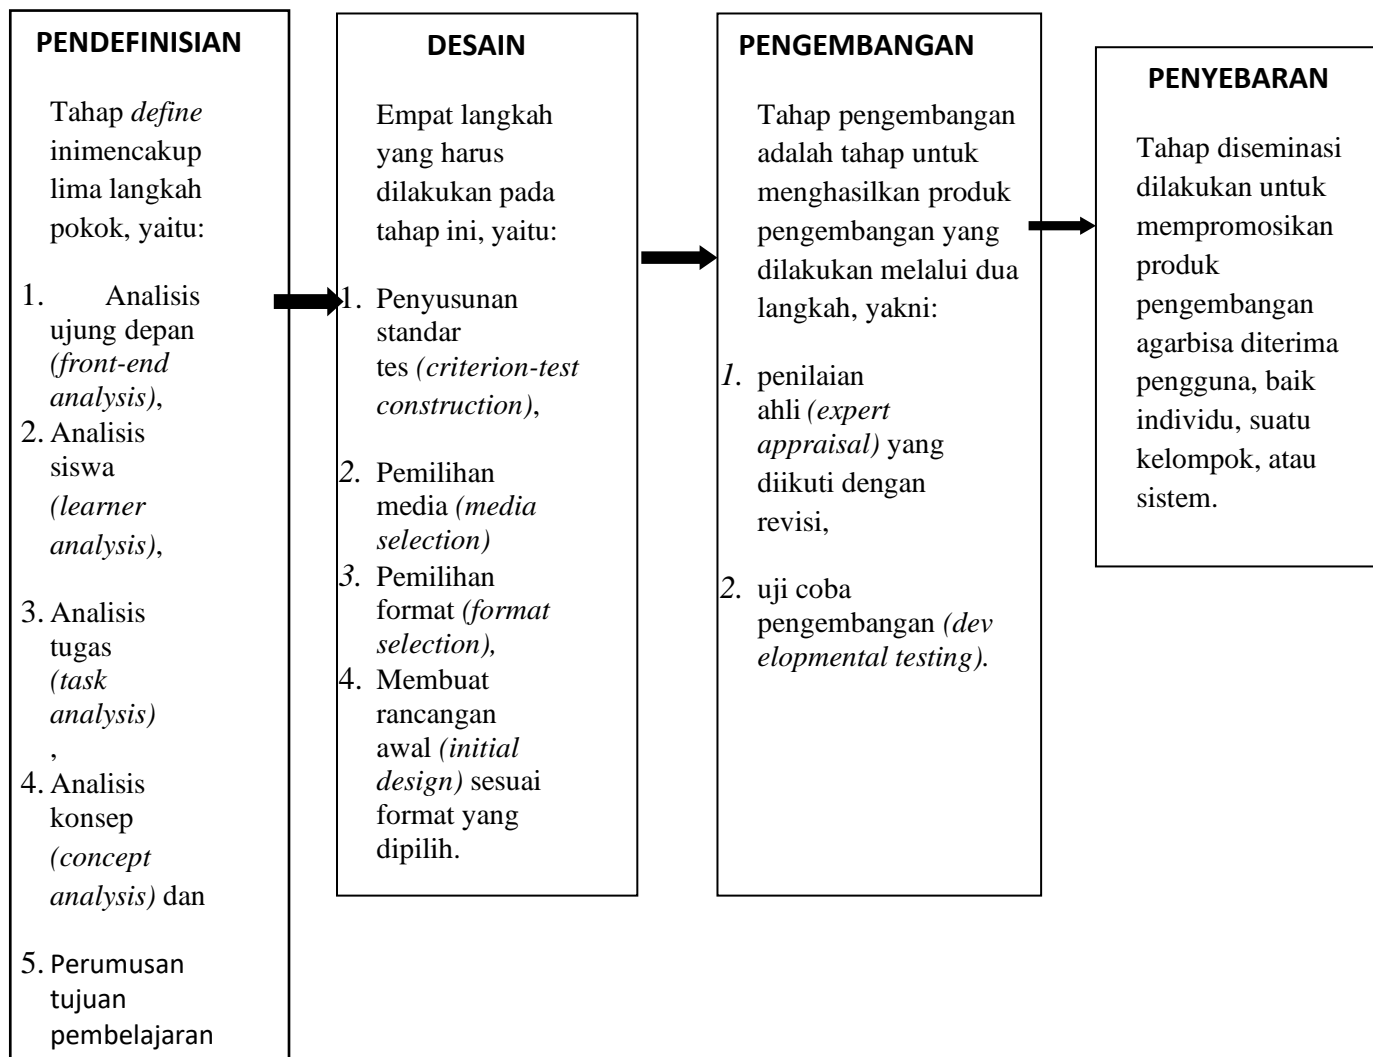 PENDEFINISIAN
Tahap define
inimencakup
lima langkah
pokok, yaitu:
1. Analisis
ujung depan
(front-end
analysis),
2. Analisis
siswa
(learner
analysis),
3. Analisis
tugas
(task
analysis)
,
4. Analisis
konsep
(concept
analysis) dan
5. Perumusan
tujuan
pembelajaran
DESAIN
Empat langkah
yang harus
dilakukan pada
tahap ini, yaitu:
1. Penyusunan
standar
tes (criterion-test
construction),
2. Pemilihan
media (media
selection)
3. Pemilihan
format (format
selection),
4. Membuat
rancangan
awal (initial
design) sesuai
format yang
dipilih.
PENGEMBANGAN
Tahap pengembangan
adalah tahap untuk
menghasilkan produk
pengembangan yang
dilakukan melalui dua
langkah, yakni:
1. penilaian
ahli (expert
appraisal) yang
diikuti dengan
revisi,
2. uji coba
pengembangan (dev
elopmental testing).
PENYEBARAN
Tahap diseminasi
dilakukan untuk
mempromosikan
produk
pengembangan
agarbisa diterima
pengguna, baik
individu, suatu
kelompok, atau
sistem.